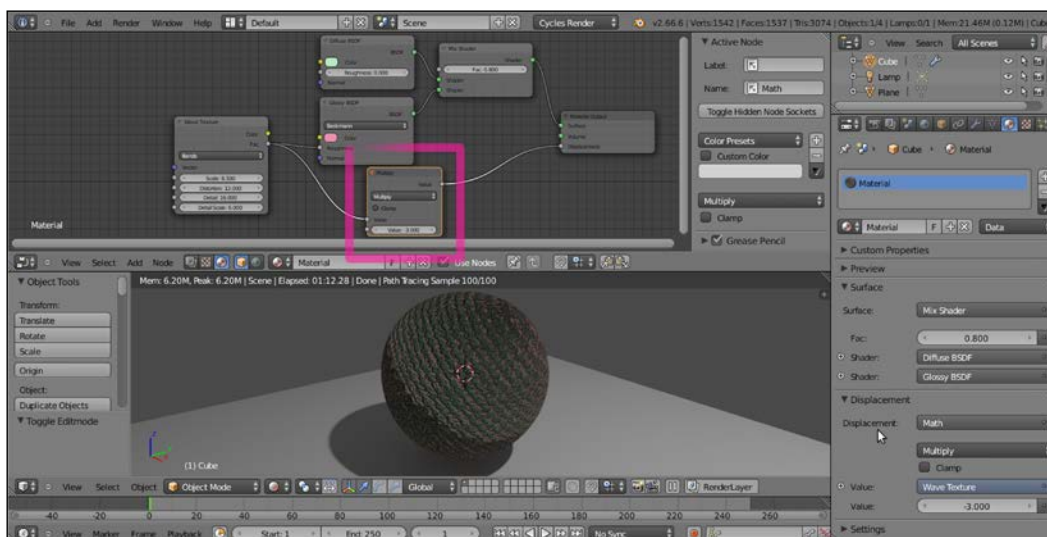 File Add Render Window Help Default Scene Cycles Render v2.66.6 | Verts:1542 | Faces:1537 | Tris:3074 | Objects:1/4 | Lamps:0/1 | Mem:21.46M (0.12M) | Cube
Diffuse BSDF
BSDF
Color
Roughness: 0.000
Normal
Mix Shader
Shader
Fac: 0.800
Shader
Shader
Glossy BSDF
BSDF
Beckmann
Color
Roughness
Normal
Wave Texture
Color
Fac
Bands
Vector
Scale: 6.500
Distortion: 12.000
Detail: 16.000
Detail Scale: 5.000
Multiply
Value
Multiply
Clamp
Value
Value: -3.000
Material Output
Surface
Volume
Displacement
Material
Active Node
Label:
Name: Math
Toggle Hidden Node Sockets
Color Presets
Custom Color
Multiply
Clamp
Grease Pencil
View Search All Scenes
Cube
Lamp
Plane
Cube Material
Material
Material F Data
Custom Properties
Preview
Surface
Surface: Mix Shader
Fac: 0.800
Shader: Diffuse BSDF
Shader: Glossy BSDF
Displacement
Displacement: Math
Multiply
Clamp
Value: Wave Texture
Value: -3.000
Settings
View Select Add Node Material F Use Nodes
Object Tools
Transform:
Translate
Rotate
Scale
Origin
Object:
Duplicate Objects
Toggle Editmode
Mem: 6.20M, Peak: 6.20M | Scene | Elapsed: 01:12.28 | Done | Path Tracing Sample 100/100
z
(1) Cube
View Select Object Object Mode Global RenderLayer
-40 -20 0 20 40 60 80 100 120 140 160 180 200 220 240 260
View Marker Frame Playback Start: 1 End: 250 1 No Sync